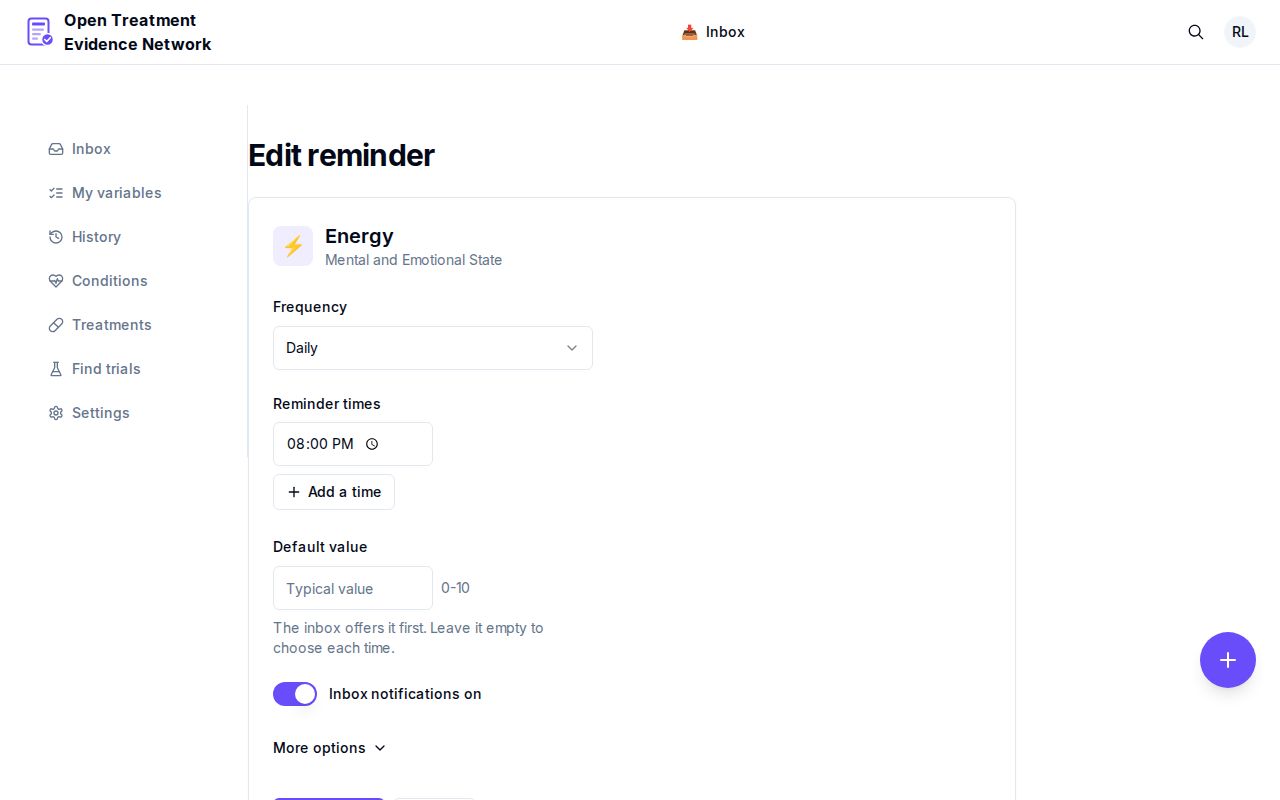 Open Treatment
Evidence Network
Inbox
RL
Inbox
My variables
History
Conditions
Treatments
Find trials
Settings
Edit reminder
Energy
Mental and Emotional State
Frequency
Daily
Reminder times
08:00 PM
Add a time
Default value
Typical value 0-10
The inbox offers it first. Leave it empty to
choose each time.
Inbox notifications on
More options